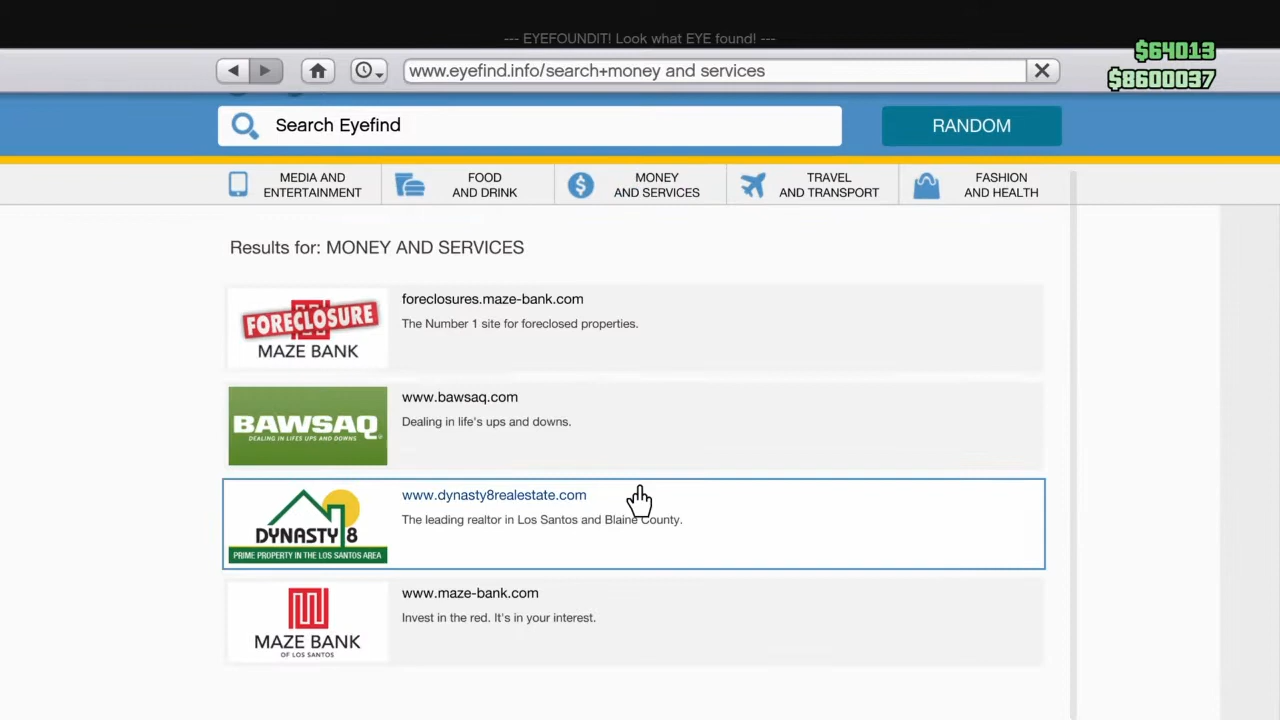 --- EYEFOUNDIT! Look what EYE found! ---
$64013
$8600037
www.eyefind.info/search+money and services
Search Eyefind
RANDOM
MEDIA AND
ENTERTAINMENT
FOOD
AND DRINK
MONEY
AND SERVICES
TRAVEL
AND TRANSPORT
FASHION
AND HEALTH
Results for: MONEY AND SERVICES
FORECLOSURE
MAZE BANK
foreclosures.maze-bank.com
The Number 1 site for foreclosed properties.
BAWSAQ
DEALING IN LIFES UPS AND DOWNS
www.bawsaq.com
Dealing in life's ups and downs.
DYNASTY 8
PRIME PROPERTY IN THE LOS SANTOS AREA
www.dynasty8realestate.com
The leading realtor in Los Santos and Blaine County.
MAZE BANK
OF LOS SANTOS
www.maze-bank.com
Invest in the red. It's in your interest.